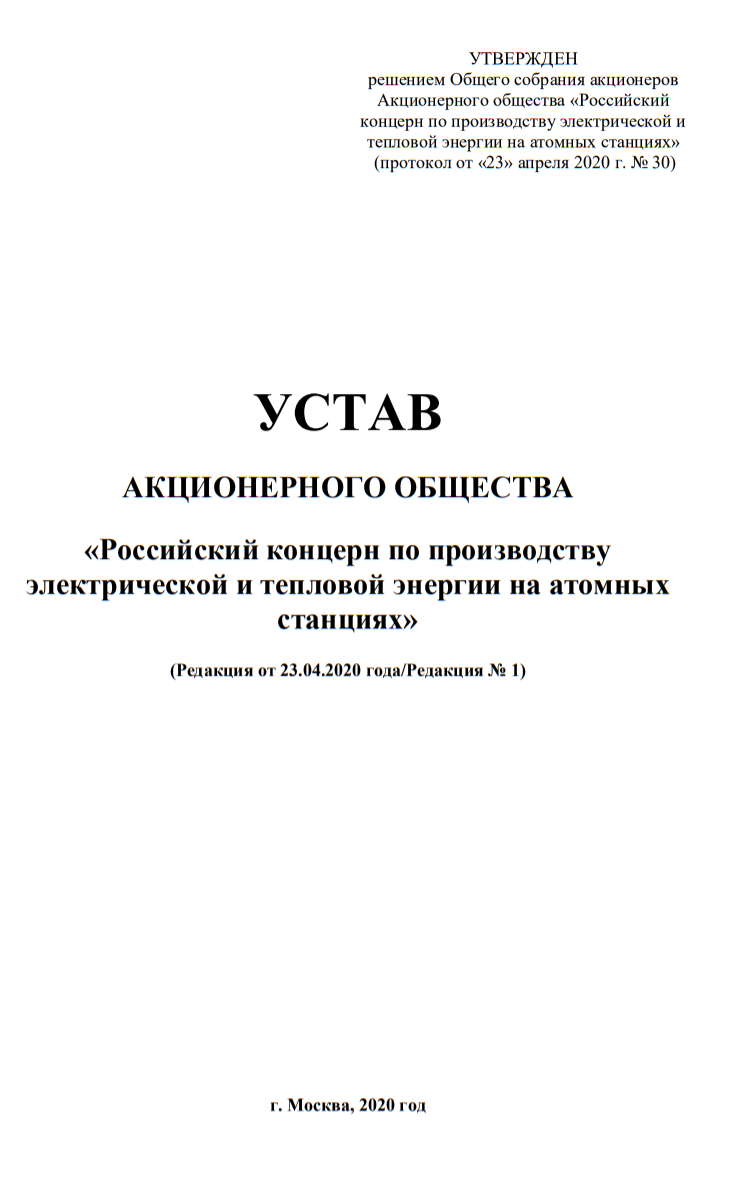 УТВЕРЖДЕН
решением Общего собрания акционеров
Акционерного общества «Российский
концерн по производству электрической и
тепловой энергии на атомных станциях»
(протокол от «23» апреля 2020 г. № 30)
УСТАВ
АКЦИОНЕРНОГО ОБЩЕСТВА
«Российский концерн по производству
электрической и тепловой энергии на атомных
станциях»
(Редакция от 23.04.2020 года/Редакция № 1)
г. Москва, 2020 год